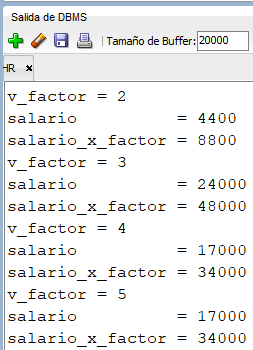 Salida de DBMS
Tamaño de Buffer: 20000
HR ×
v_factor = 2
salario           = 4400
salario_x_factor = 8800
v_factor = 3
salario           = 24000
salario_x_factor = 48000
v_factor = 4
salario           = 17000
salario_x_factor = 34000
v_factor = 5
salario           = 17000
salario_x_factor = 34000